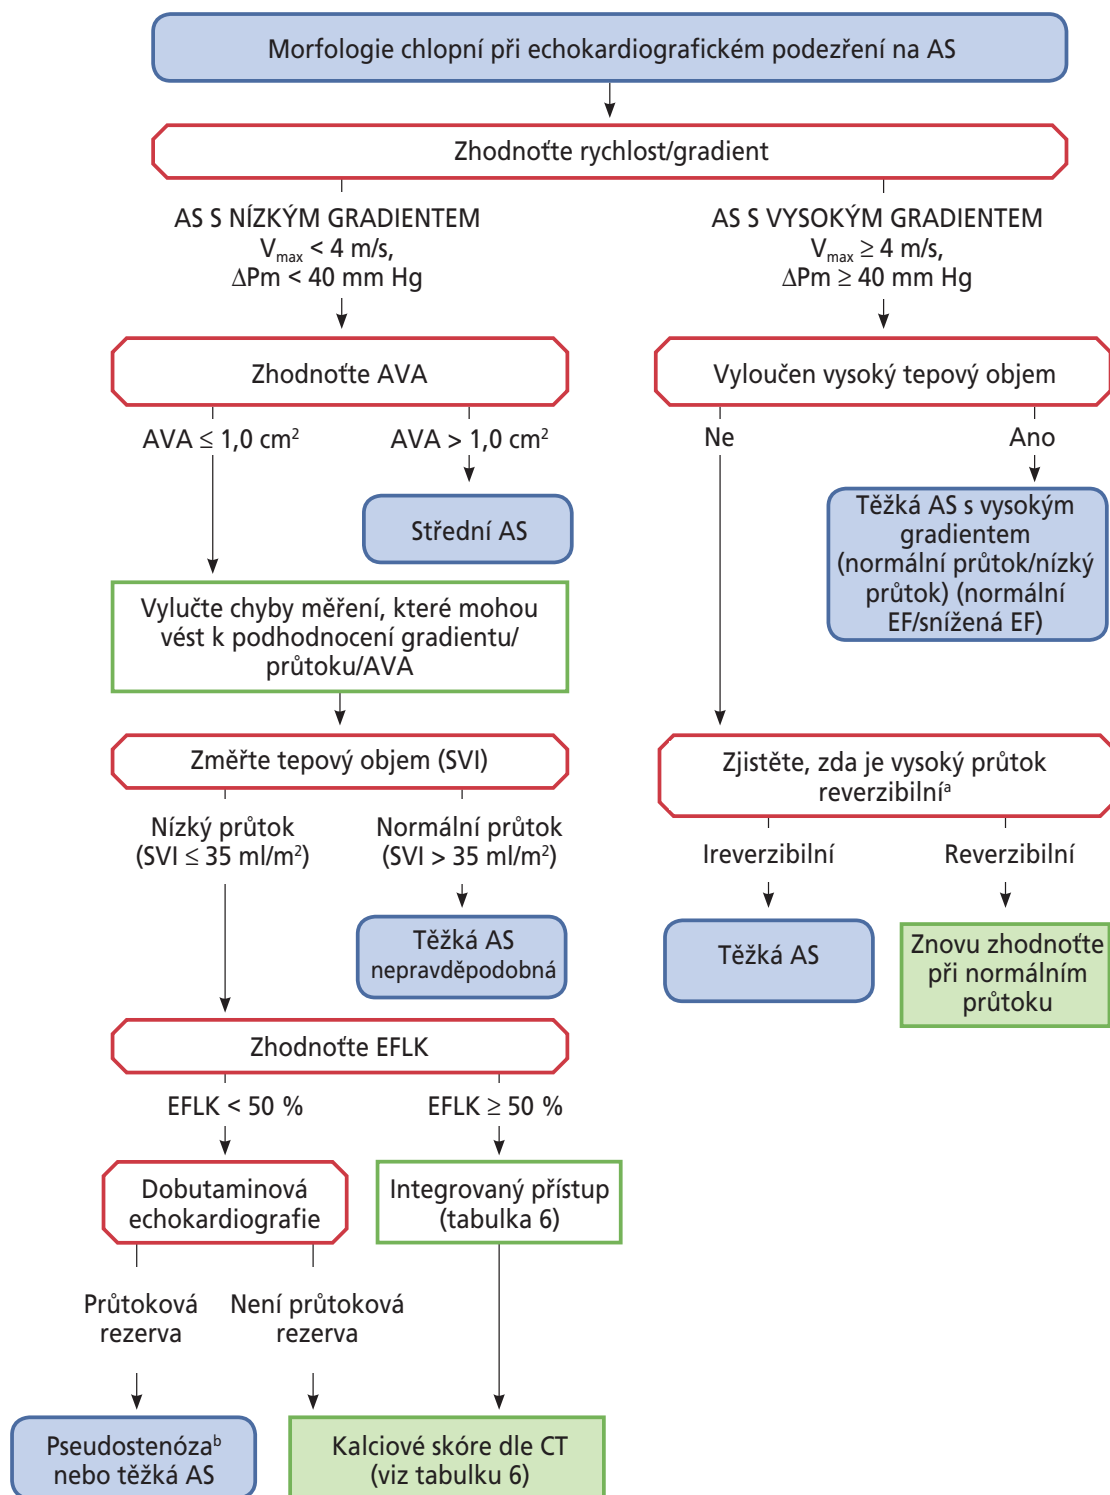 Morfologie chlopní při echokardiografickém podezření na AS
Zhodnoťte rychlost/gradient
AS S NÍZKÝM GRADIENTEM
Vmax < 4 m/s,
ΔPm < 40 mm Hg
AS S VYSOKÝM GRADIENTEM
Vmax ≥ 4 m/s,
ΔPm ≥ 40 mm Hg
Zhodnoťte AVA
Vyloučen vysoký tepový objem
AVA ≤ 1,0 cm²
AVA > 1,0 cm²
Ne
Ano
Střední AS
Těžká AS s vysokým
gradientem
(normální průtok/nízký
průtok) (normální
EF/snížená EF)
Vylučte chyby měření, které mohou
vést k podhodnocení gradientu/
průtoku/AVA
Změřte tepový objem (SVI)
Zjistěte, zda je vysoký průtok
reverzibilníᵃ
Nízký průtok
(SVI ≤ 35 ml/m²)
Normální průtok
(SVI > 35 ml/m²)
Ireverzibilní
Reverzibilní
Těžká AS
nepravděpodobná
Těžká AS
Znovu zhodnoťte
při normálním
průtoku
Zhodnoťte EFLK
EFLK < 50 %
EFLK ≥ 50 %
Dobutaminová
echokardiografie
Integrovaný přístup
(tabulka 6)
Průtoková
rezerva
Není průtoková
rezerva
Pseudostenózaᵇ
nebo těžká AS
Kalciové skóre dle CT
(viz tabulku 6)